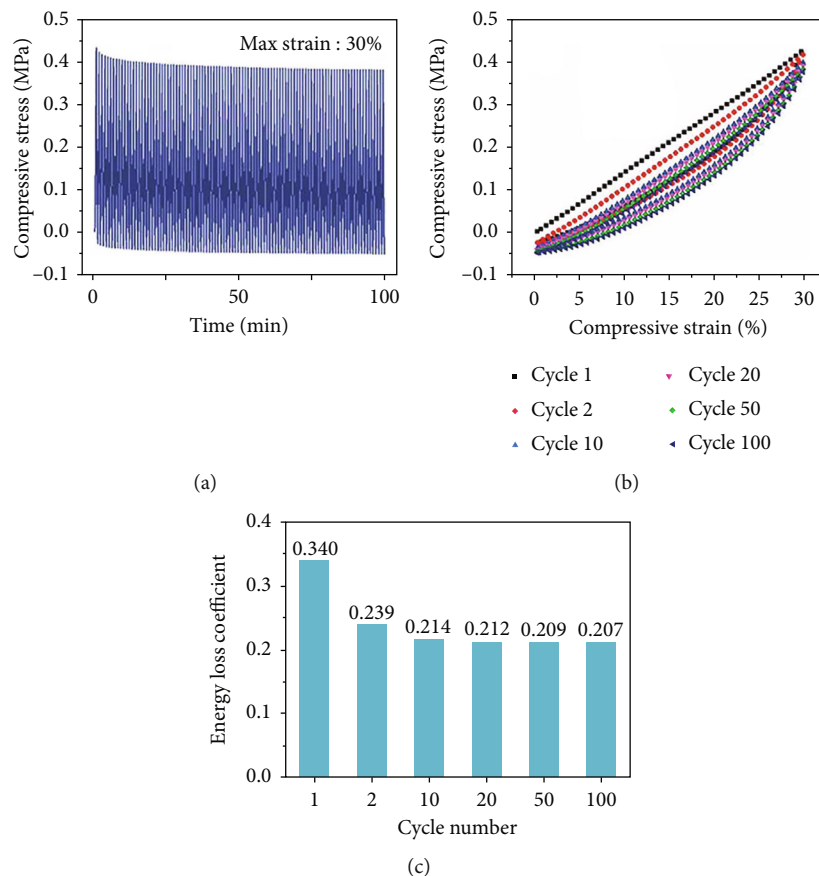 0.5
0.4
0.3
0.2
0.1
0.0
−0.1
Compressive stress (MPa)
Max strain : 30%
0
50
100
Time (min)
(a)
0.5
0.4
0.3
0.2
0.1
0.0
−0.1
Compressive stress (MPa)
0
5
10
15
20
25
30
Compressive strain (%)
Cycle 1
Cycle 2
Cycle 10
Cycle 20
Cycle 50
Cycle 100
(b)
0.4
0.3
0.2
0.1
0.0
Energy loss coefficient
0.340
0.239
0.214
0.212
0.209
0.207
1
2
10
20
50
100
Cycle number
(c)